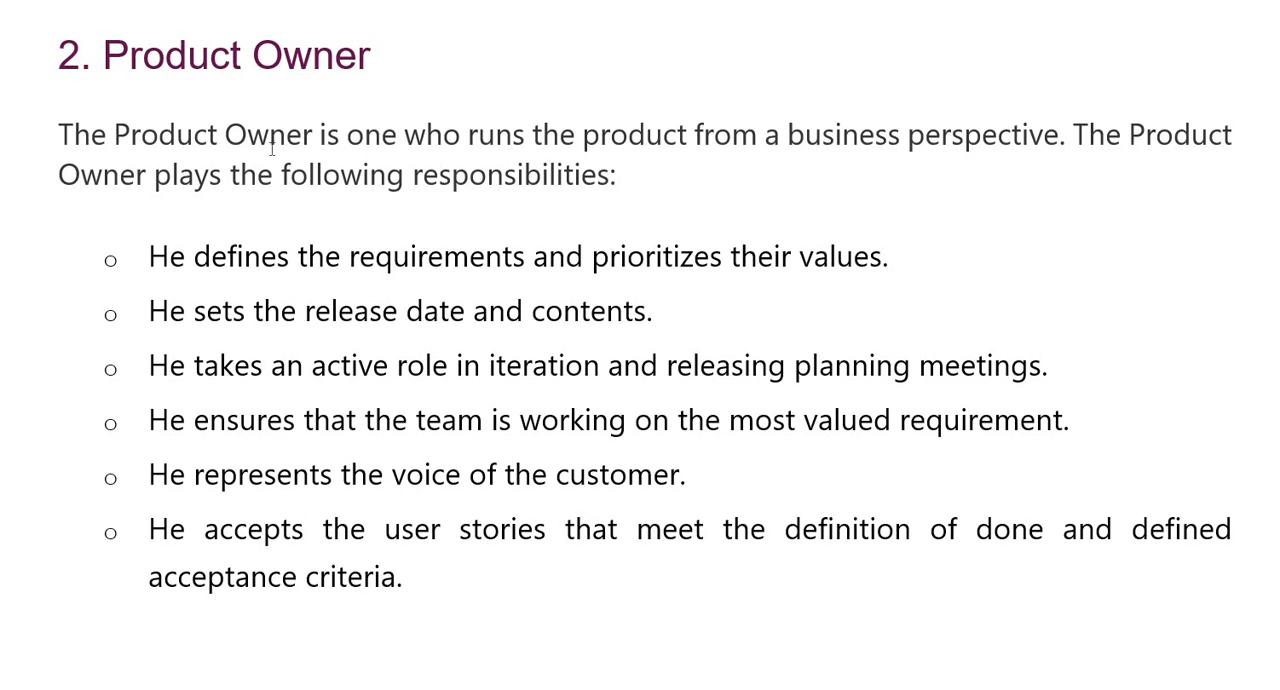 2. Product Owner
The Product Owner is one who runs the product from a business perspective. The Product
Owner plays the following responsibilities:
o He defines the requirements and prioritizes their values.
o He sets the release date and contents.
o He takes an active role in iteration and releasing planning meetings.
o He ensures that the team is working on the most valued requirement.
o He represents the voice of the customer.
o He accepts the user stories that meet the definition of done and defined
acceptance criteria.